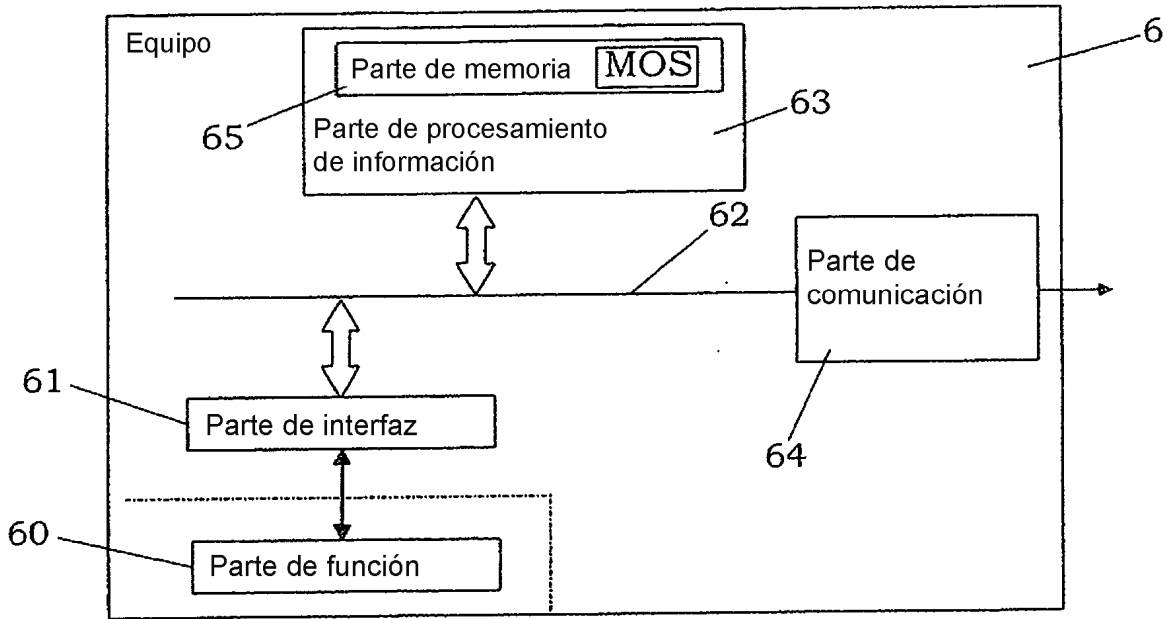 Equipo
6
Parte de memoria MOS
65
63
Parte de procesamiento
de información
62
Parte de
comunicación
61
Parte de interfaz
64
60
Parte de función